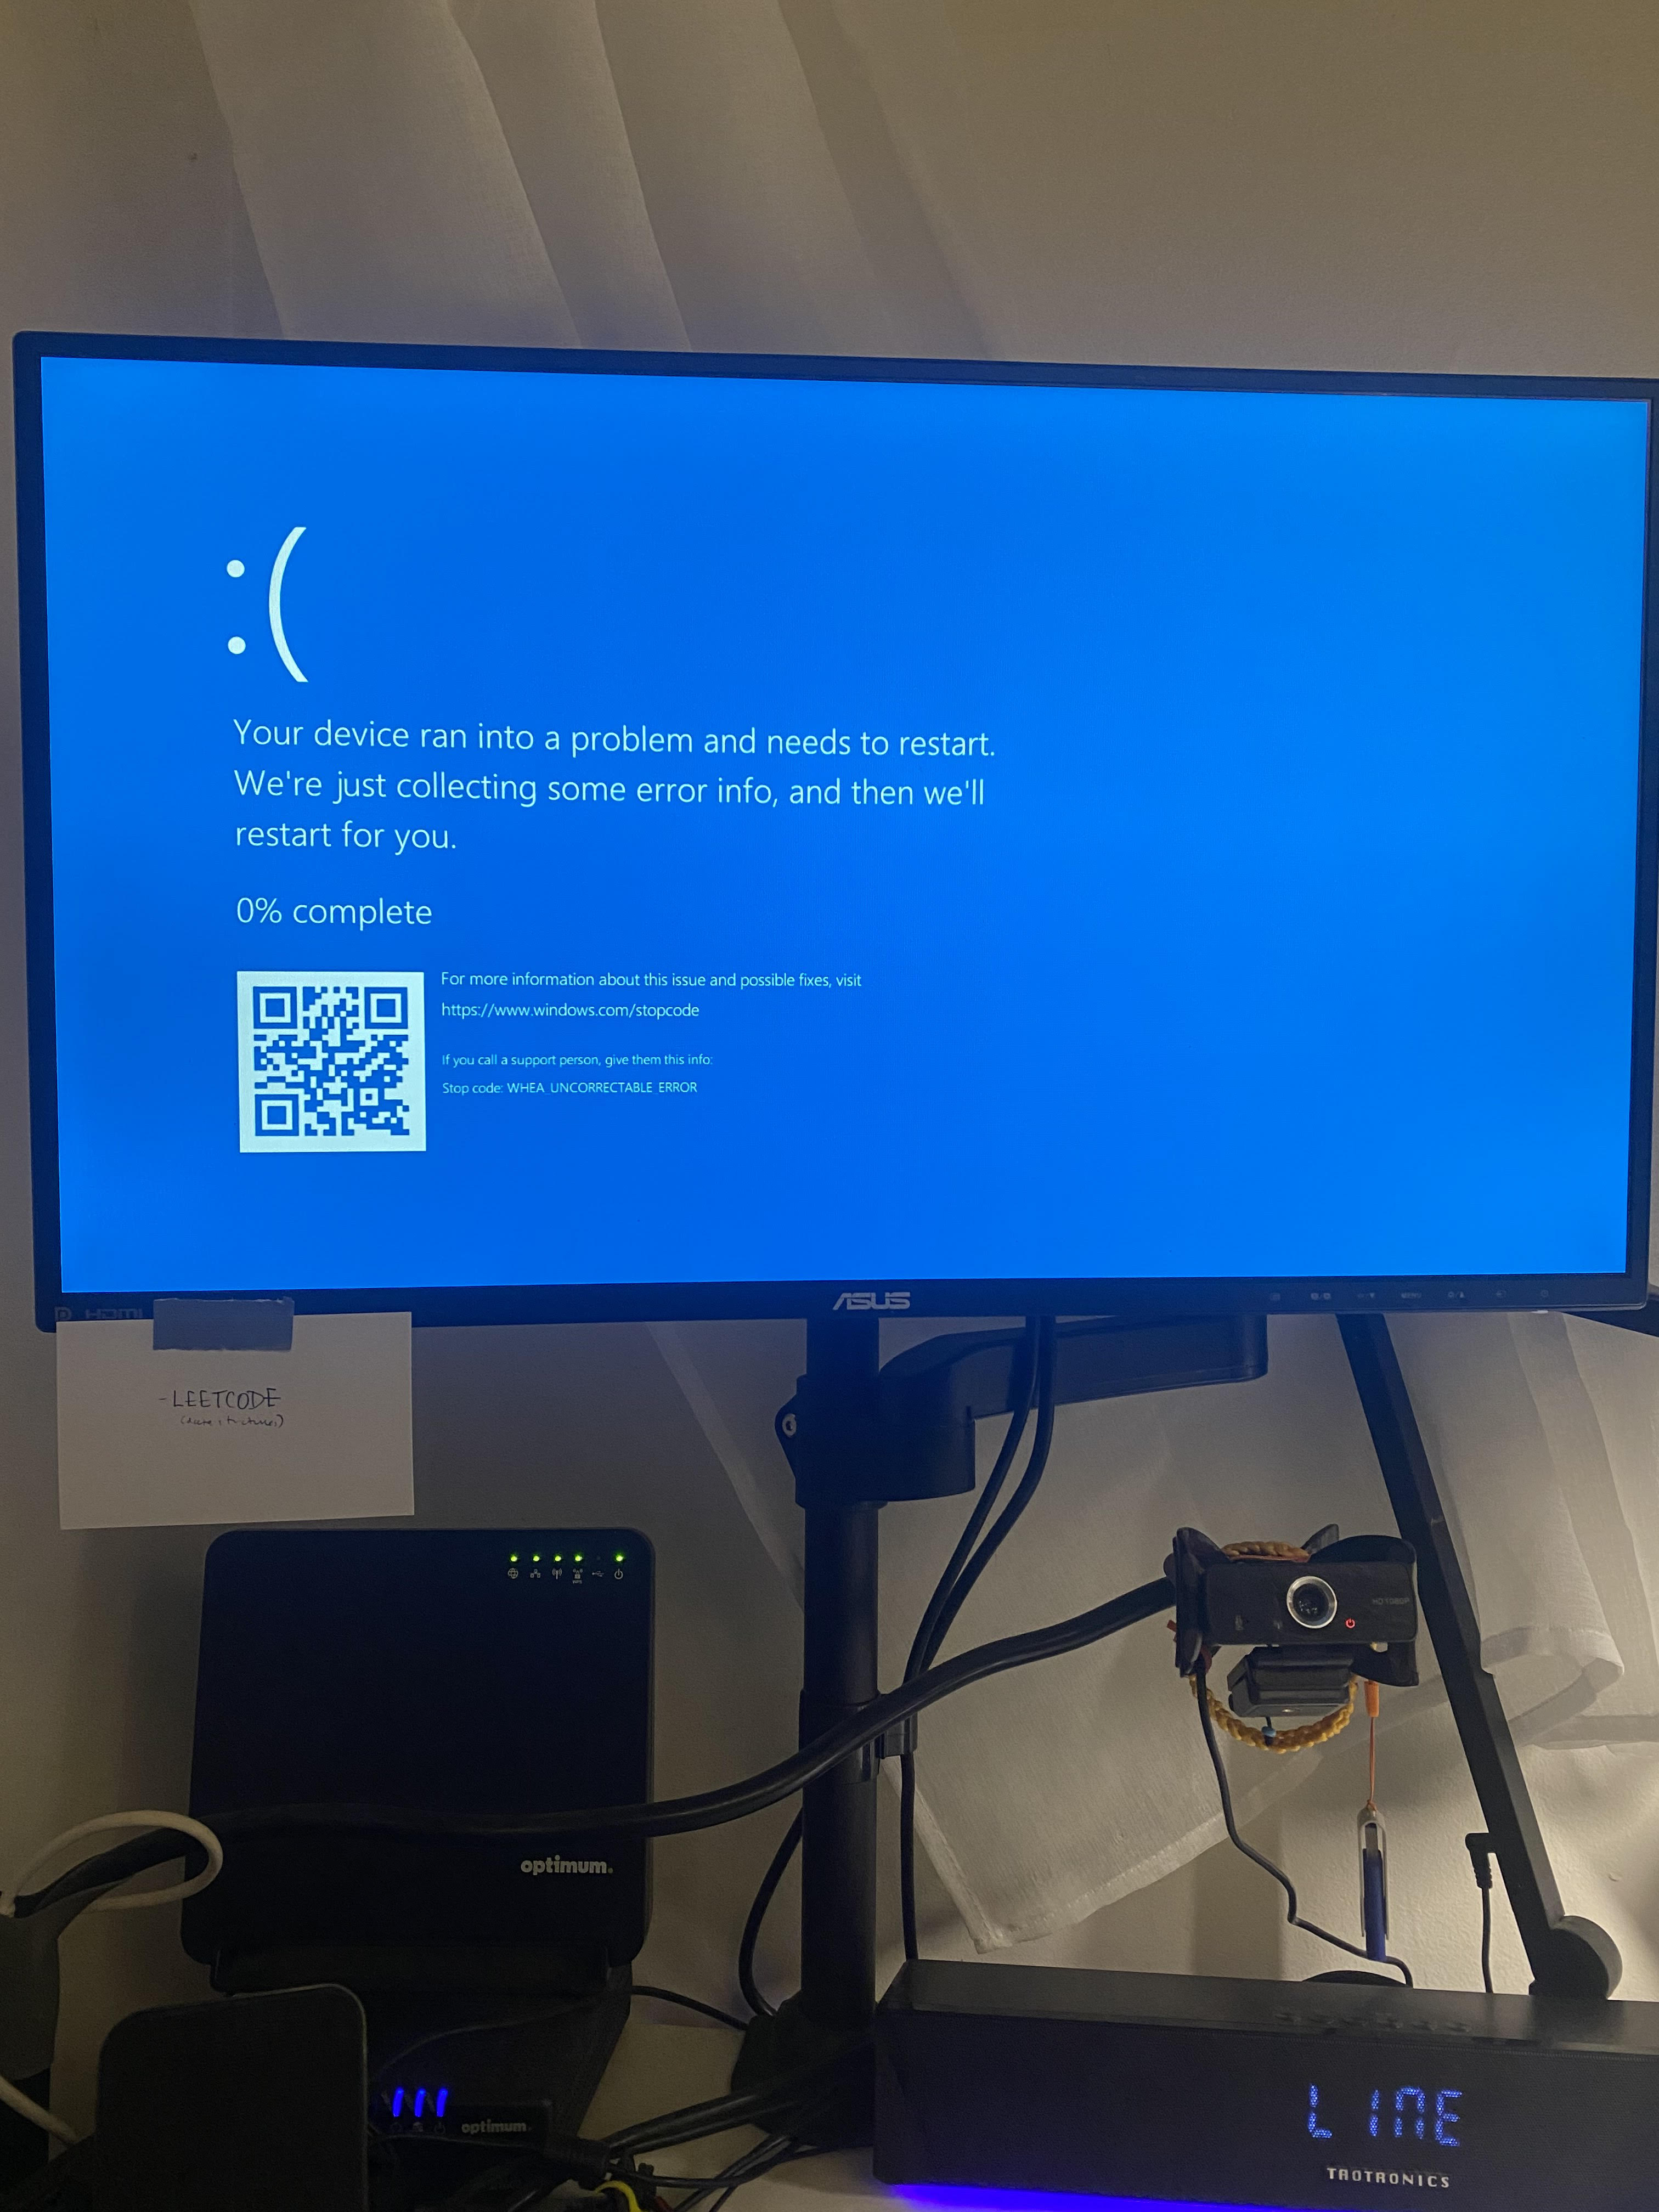 :(
Your device ran into a problem and needs to restart.
We're just collecting some error info, and then we'll
restart for you.
0% complete
For more information about this issue and possible fixes, visit
https://www.windows.com/stopcode
If you call a support person, give them this info:
Stop code: WHEA_UNCORRECTABLE_ERROR
HDMI
ASUS
-LEETCODE
HD1080P
optimum.
optimum.
LINE
TAOTRONICS